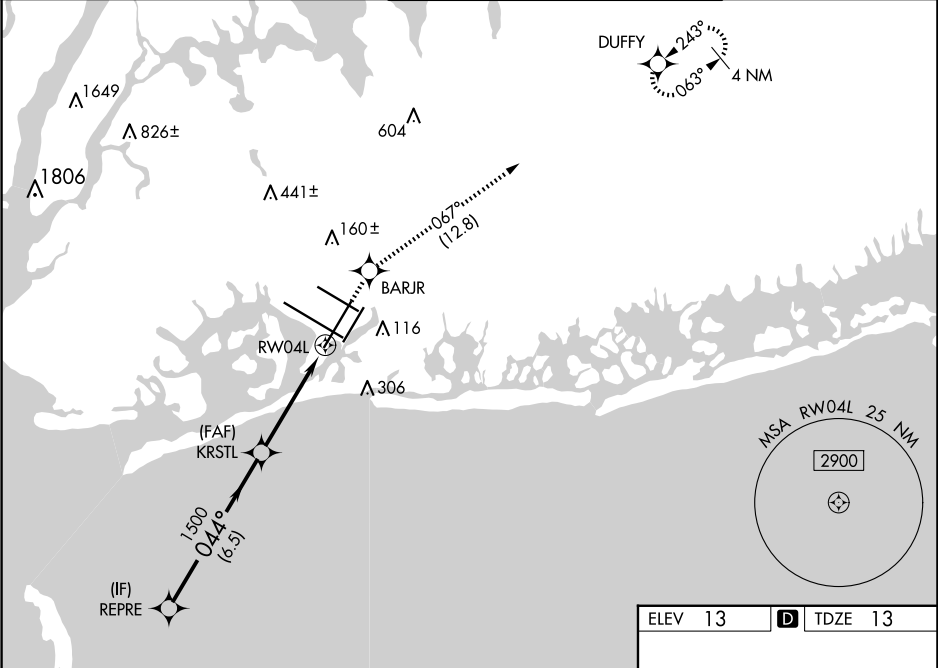 DUFFY
243°
063°
4 NM
1649
826±
604
1806
441±
160±
067°
(12.8)
BARJR
116
RW04L
306
(FAF)
KRSTL
MSA RW04L 25 NM
2900
1500
044°
(6.5)
(IF)
REPRE
ELEV 13 D TDZE 13